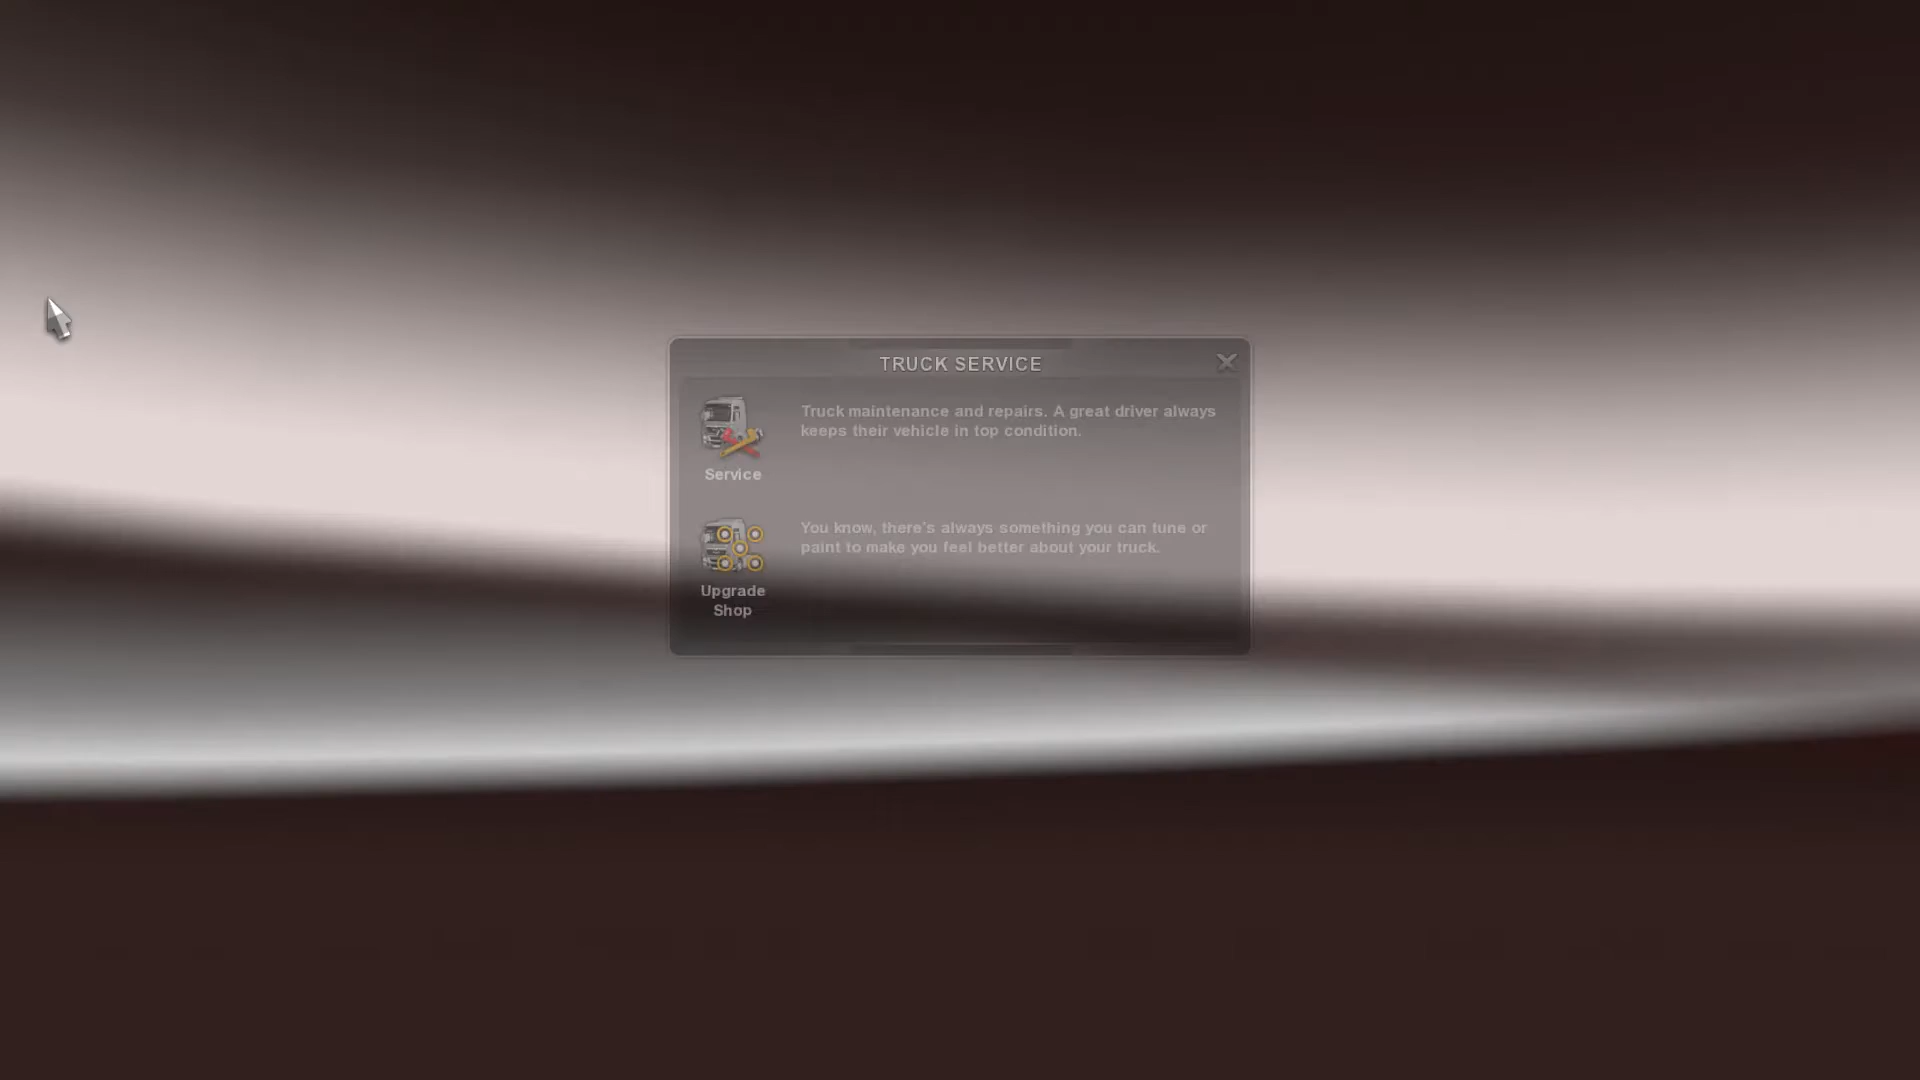 TRUCK SERVICE
Truck maintenance and repairs. A great driver always
keeps their vehicle in top condition.
Service
You know, there's always something you can tune or
paint to make you feel better about your truck.
Upgrade
Shop